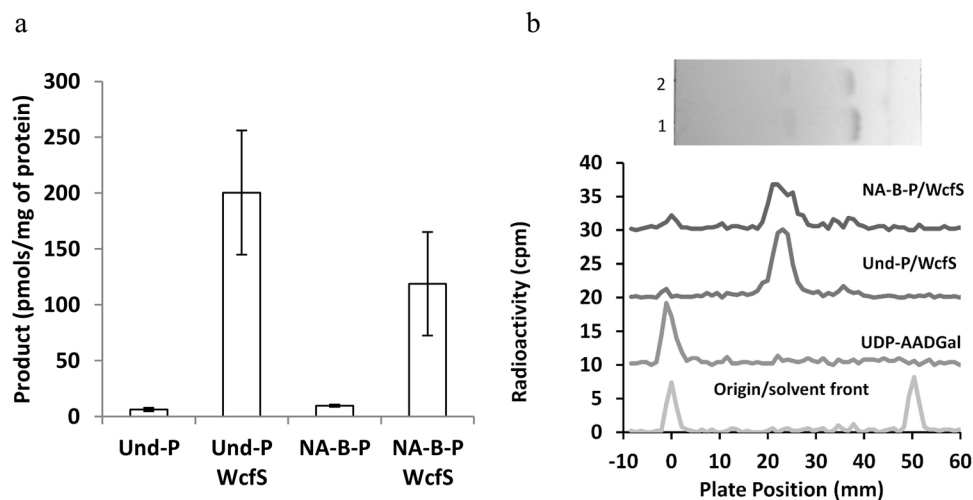 a
b
Product (pmols/mg of protein)
300
250
200
150
100
50
0
Und-P
Und-P
WcfS
NA-B-P
NA-B-P
WcfS
2
1
Radioactivity (cpm)
40
35
30
25
20
15
10
5
0
NA-B-P/WcfS
Und-P/WcfS
UDP-AADGal
Origin/solvent front
-10 0 10 20 30 40 50 60
Plate Position (mm)